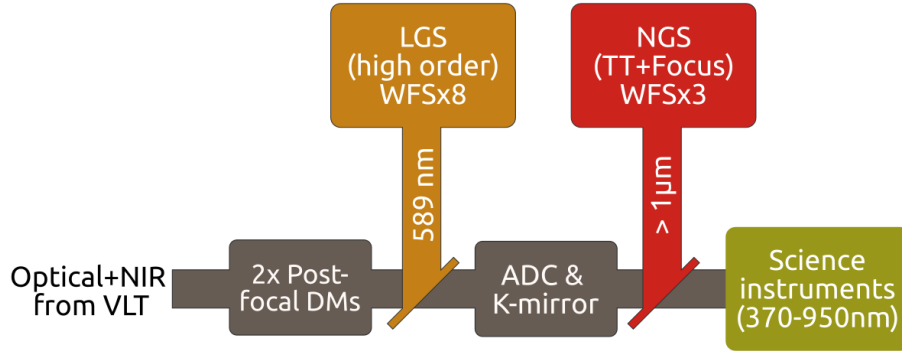 LGS
(high order)
WFSx8
NGS
(TT+Focus)
WFSx3
589 nm
> 1µm
Optical+NIR
from VLT
2x Post-
focal DMs
ADC &
K-mirror
Science
instruments
(370-950nm)